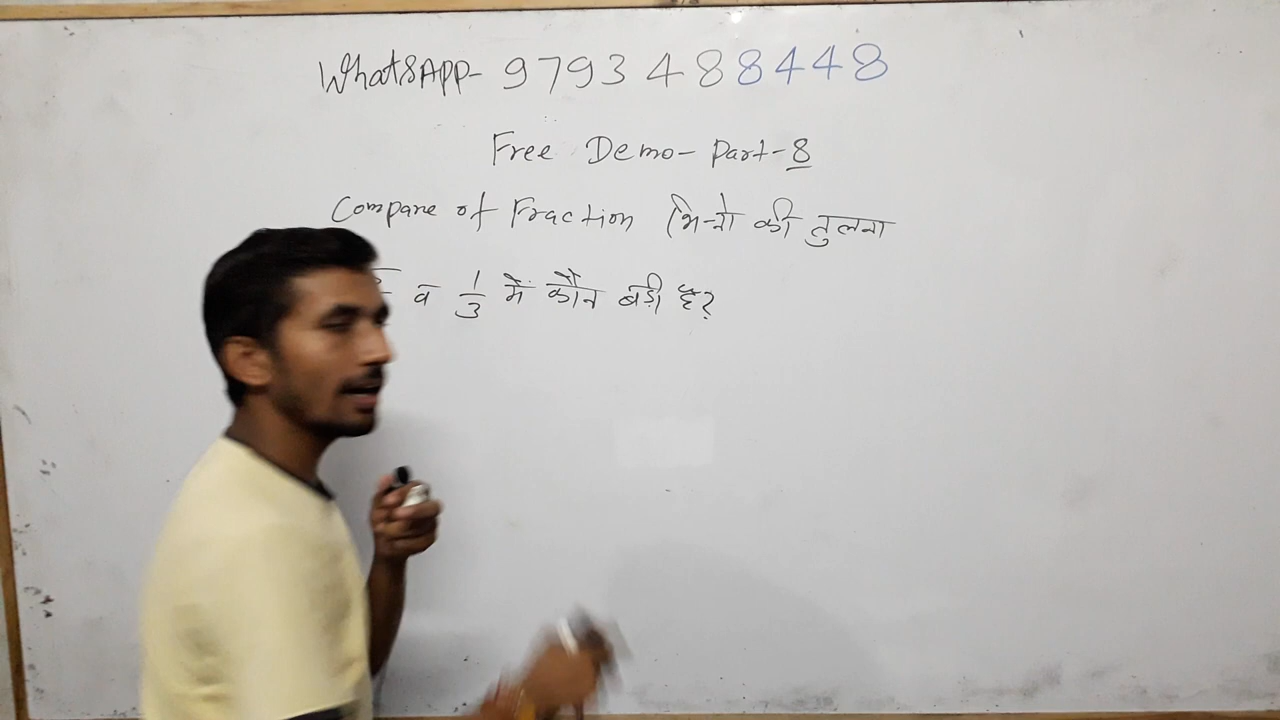 WhatsApp- 9793488448
Free Demo- Part-8
Compare of Fraction भिन्नो की तुलना
व 1/3 मे कौन बड़ी है?